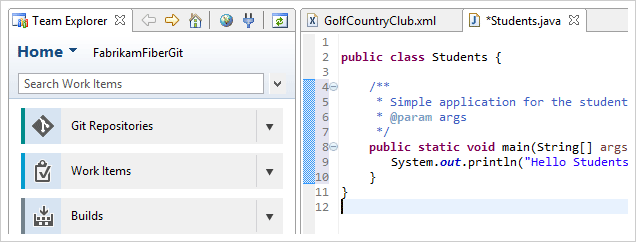 Team Explorer
Home FabrikamFiberGit
Search Work Items
Git Repositories
Work Items
Builds
GolfCountryClub.xml *Students.java
1
2 public class Students {
3
4 /**
5 * Simple application for the student
6 * @param args
7 */
8 public static void main(String[] args
9 System.out.println("Hello Students
10 }
11 }
12